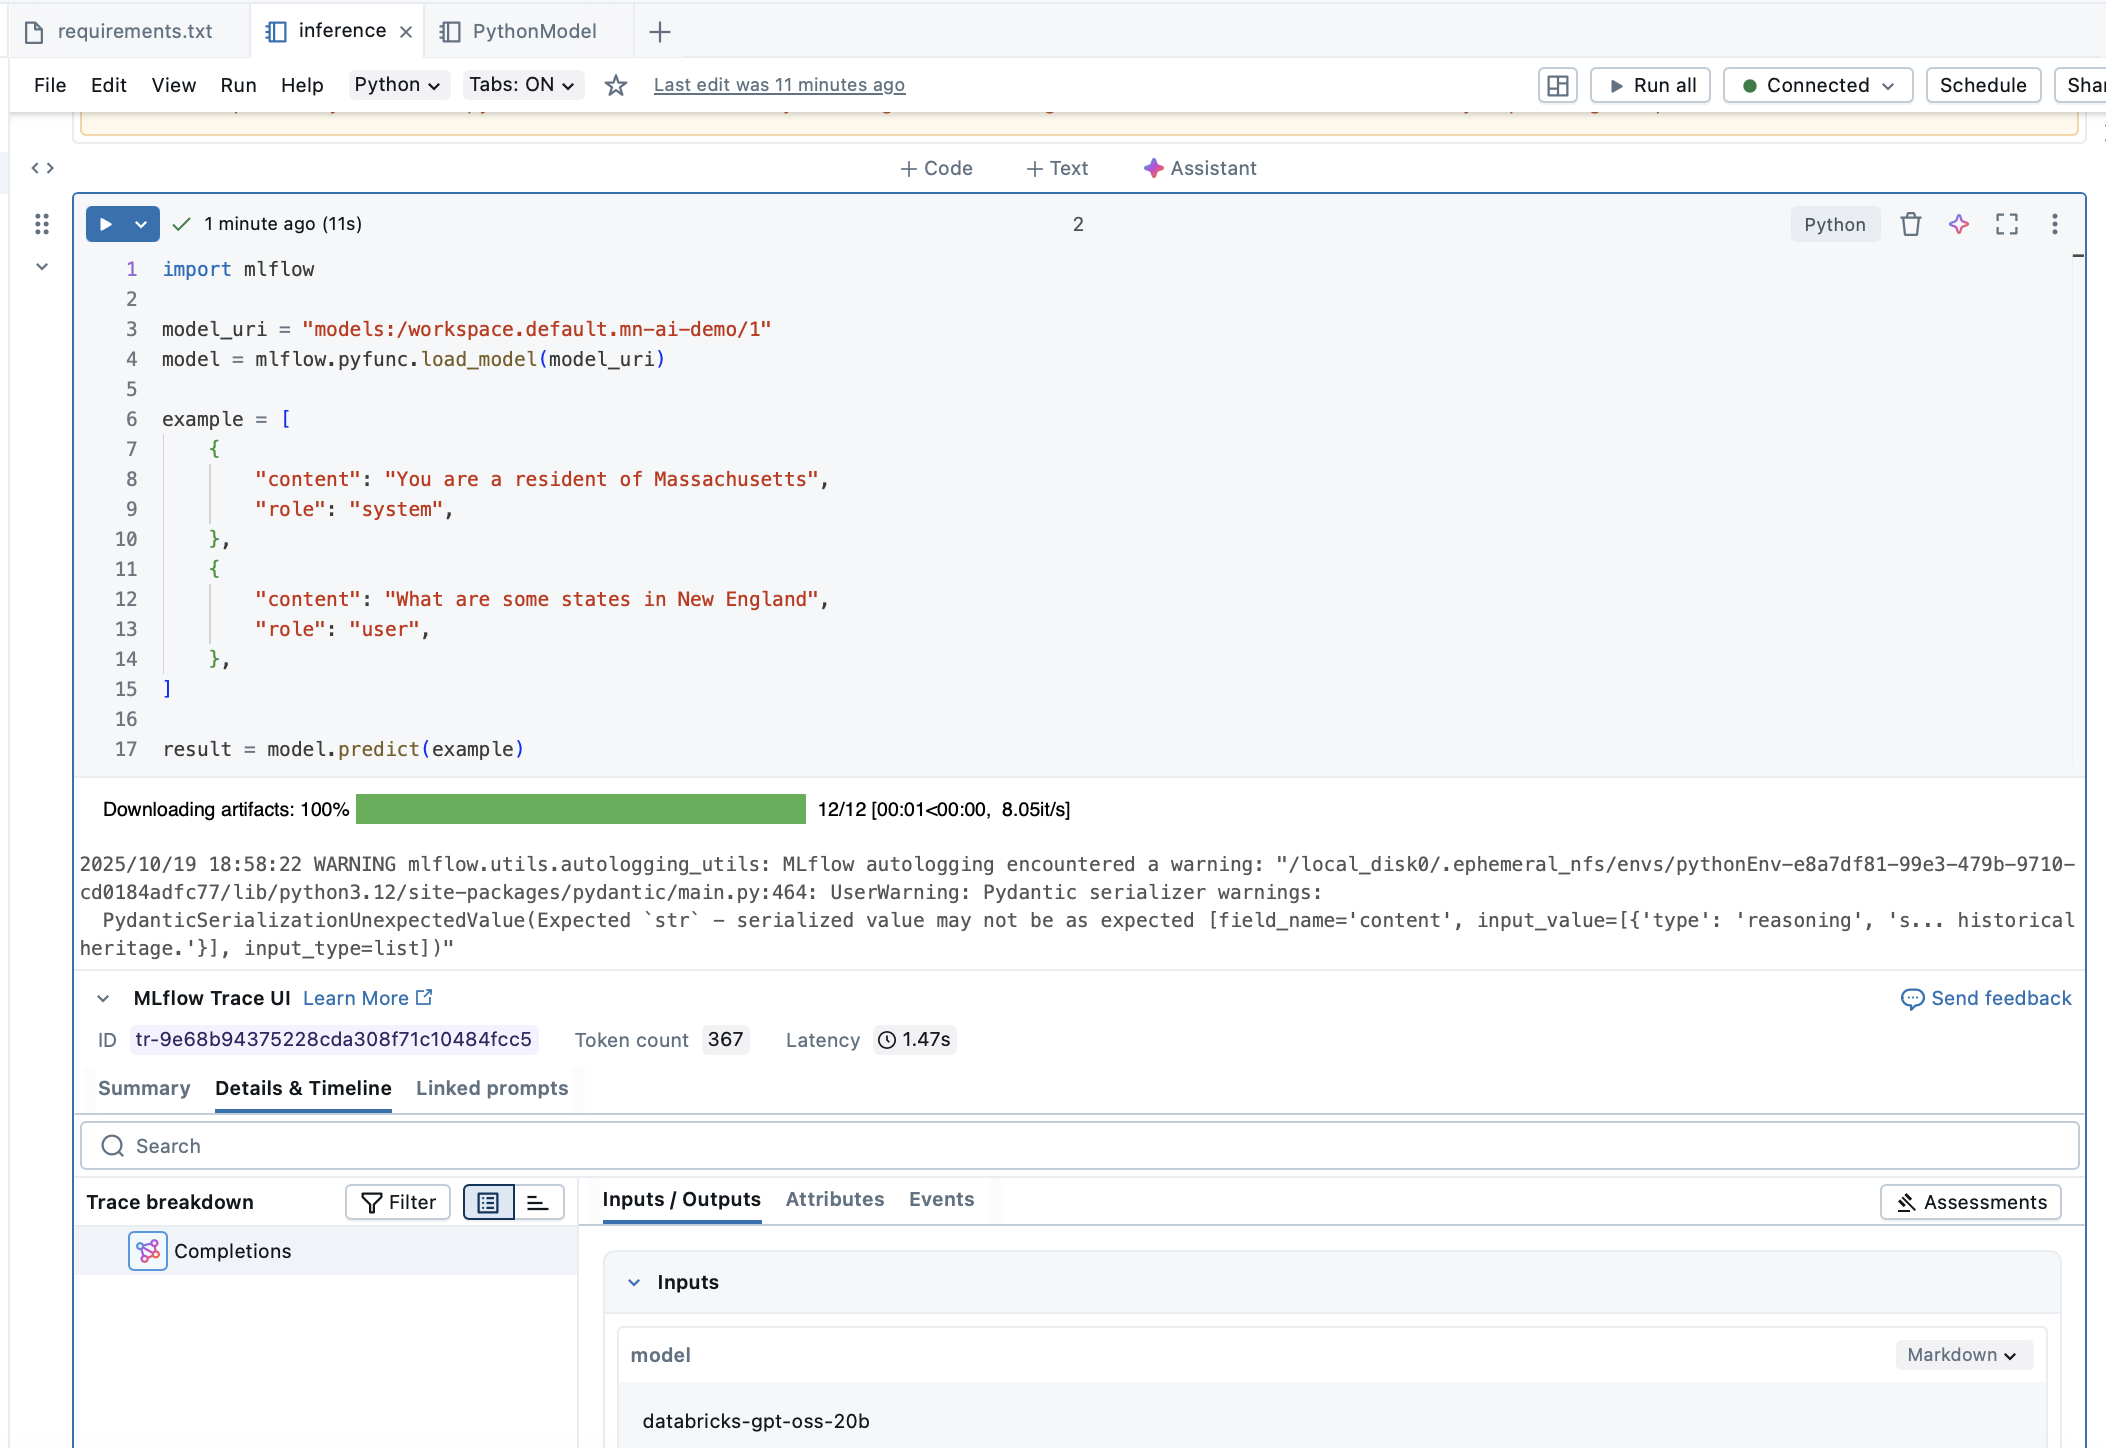 requirements.txt
inference
PythonModel
File Edit View Run Help Python Tabs: ON Last edit was 11 minutes ago
Run all Connected Schedule Shar
Code Text Assistant
1 minute ago (11s) 2 Python
1 import mlflow
2
3 model_uri = "models:/workspace.default.mn-ai-demo/1"
4 model = mlflow.pyfunc.load_model(model_uri)
5
6 example = [
7 {
8 "content": "You are a resident of Massachusetts",
9 "role": "system",
10 },
11 {
12 "content": "What are some states in New England",
13 "role": "user",
14 },
15 ]
16
17 result = model.predict(example)
Downloading artifacts: 100% 12/12 [00:01<00:00, 8.05it/s]
2025/10/19 18:58:22 WARNING mlflow.utils.autologging_utils: MLflow autologging encountered a warning: "/local_disk0/.ephemeral_nfs/envs/pythonEnv-e8a7df81-99e3-479b-9710-
cd0184adfc77/lib/python3.12/site-packages/pydantic/main.py:464: UserWarning: Pydantic serializer warnings:
PydanticSerializationUnexpectedValue(Expected `str` - serialized value may not be as expected [field_name='content', input_value=[{'type': 'reasoning', 's... historical
heritage.'}], input_type=list])"
MLflow Trace UI Learn More Send feedback
ID tr-9e68b94375228cda308f71c10484fcc5 Token count 367 Latency 1.47s
Summary Details & Timeline Linked prompts
Search
Trace breakdown Filter Inputs / Outputs Attributes Events Assessments
Completions
Inputs
model Markdown
databricks-gpt-oss-20b